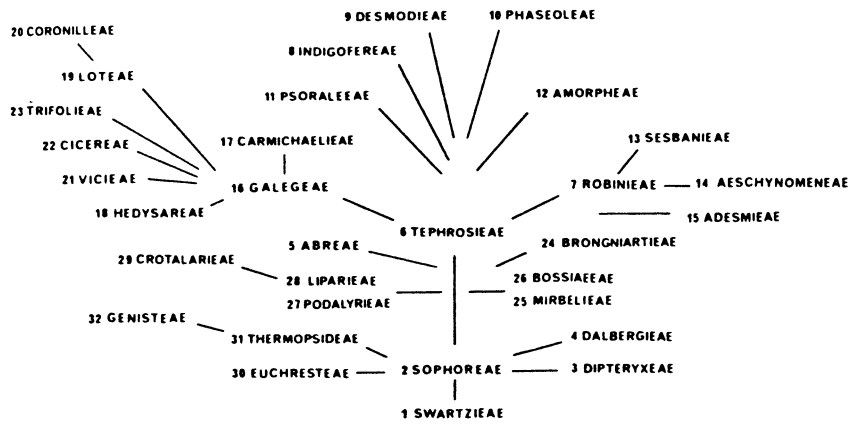 9 DESMODIEAE
10 PHASEOLEAE
20 CORONILLEAE
8 INDIGOFEREAE
19 LOTEAE
11 PSORALEEAE
12 AMORPHEAE
23 TRIFOLIEAE
17 CARMICHAELIEAE
13 SESBANIEAE
22 CICEREAE
21 VICIEAE
16 GALEGEAE
7 ROBINIEAE
14 AESCHYNOMENEAE
18 HEDYSAREAE
15 ADESMIEAE
6 TEPHROSIEAE
5 ABREAE
24 BRONGNIARTIEAE
29 CROTALARIEAE
28 LIPARIEAE
26 BOSSIAEEAE
27 PODALYRIEAE
25 MIRBELIEAE
32 GENISTEAE
31 THERMOPSIDEAE
4 DALBERGIEAE
30 EUCHRESTEAE
2 SOPHOREAE
3 DIPTERYXEAE
1 SWARTZIEAE